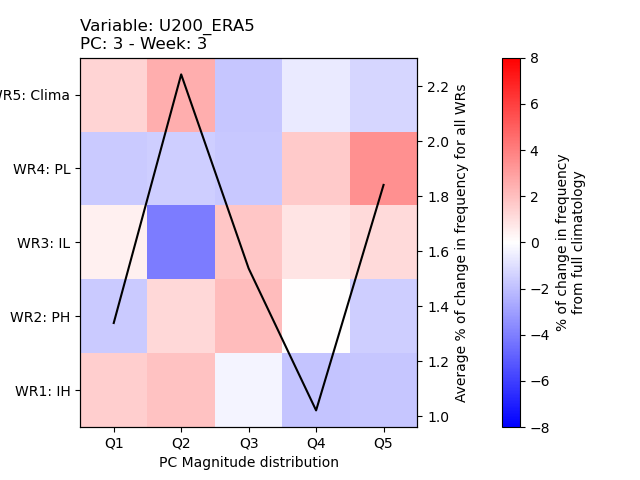 Variable: U200_ERA5
PC: 3 - Week: 3
WR5: Clima
WR4: PL
WR3: IL
WR2: PH
WR1: IH
Q1 Q2 Q3 Q4 Q5
PC Magnitude distribution
2.2
2.0
1.8
1.6
1.4
1.2
1.0
Average % of change in frequency for all WRs
8
6
4
2
0
−2
−4
−6
−8
% of change in frequency
from full climatology